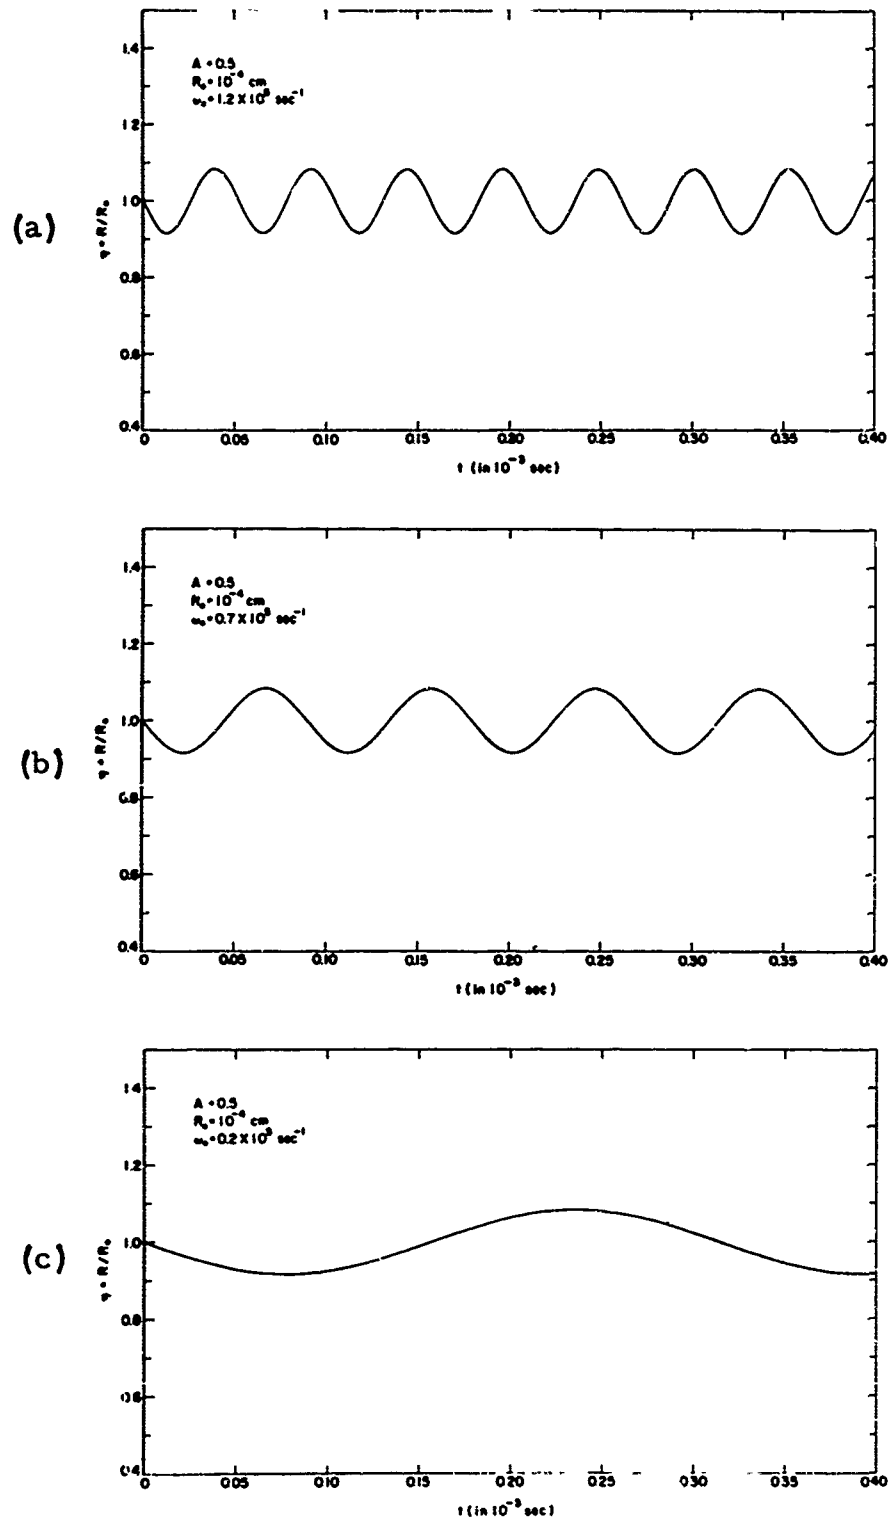 (a)
A = 0.5
R₀ = 10⁻⁴ cm
ω₀ = 1.2 X 10⁵ sec⁻¹
η = R/R₀
1.4
1.2
1.0
0.8
0.6
0.4
0 0.05 0.10 0.15 0.20 0.25 0.30 0.35 0.40
t (in 10⁻³ sec)
(b)
A = 0.5
R₀ = 10⁻⁴ cm
ω₀ = 0.7 X 10⁵ sec⁻¹
η = R/R₀
1.4
1.2
1.0
0.8
0.6
0.4
0 0.05 0.10 0.15 0.20 0.25 0.30 0.35 0.40
t (in 10⁻³ sec)
(c)
A = 0.5
R₀ = 10⁻⁴ cm
ω₀ = 0.2 X 10⁵ sec⁻¹
η = R/R₀
1.4
1.2
1.0
0.8
0.6
0.4
0 0.05 0.10 0.15 0.20 0.25 0.30 0.35 0.40
t (in 10⁻³ sec)